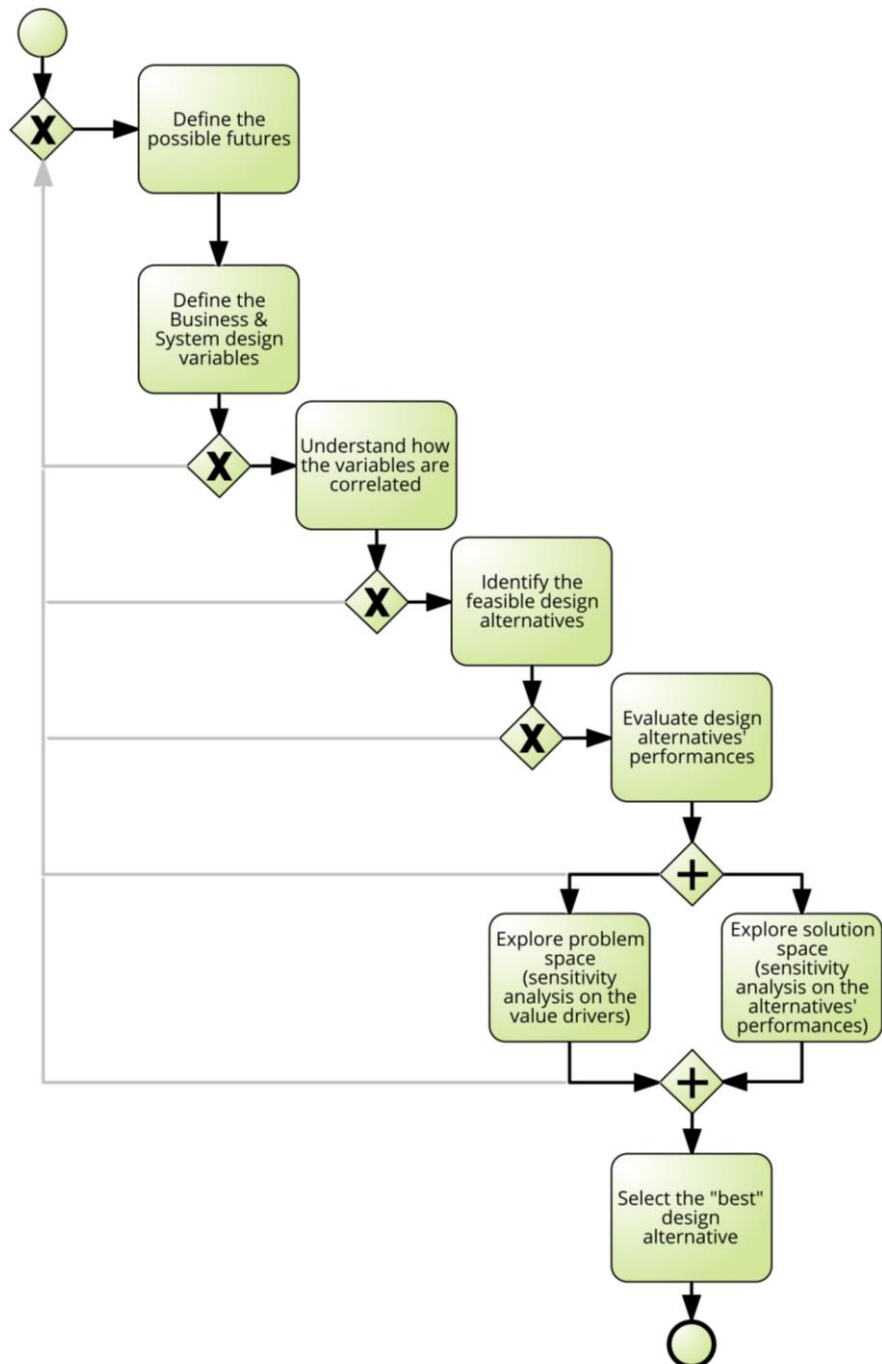 X
Define the
possible futures
Define the
Business &
System design
variables
X
Understand how
the variables are
correlated
X
Identify the
feasible design
alternatives
X
Evaluate design
alternatives'
performances
+
Explore problem
space
(sensitivity
analysis on the
value drivers)
Explore solution
space
(sensitivity
analysis on the
alternatives'
performances)
+
Select the "best"
design
alternative